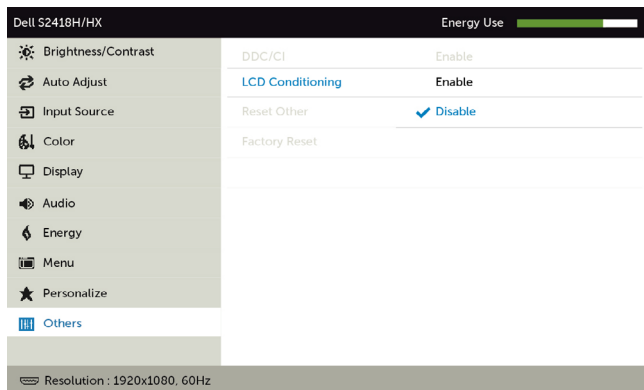 Dell S2418H/HX Energy Use
Brightness/Contrast DDC/CI Enable
Auto Adjust LCD Conditioning Enable
Input Source Reset Other Disable
Color Factory Reset
Display
Audio
Energy
Menu
Personalize
Others
Resolution : 1920x1080, 60Hz